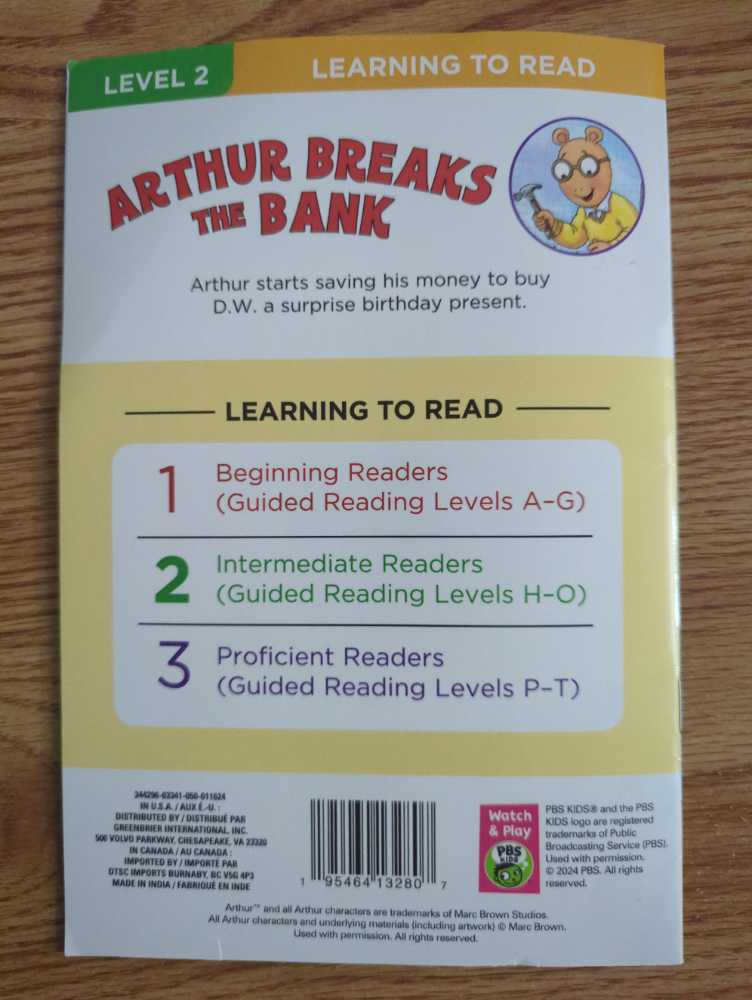 LEVEL 2
LEARNING TO READ
ARTHUR BREAKS
THE BANK
Arthur starts saving his money to buy
D.W. a surprise birthday present.
LEARNING TO READ
1
Beginning Readers
(Guided Reading Levels A–G)
2
Intermediate Readers
(Guided Reading Levels H–O)
3
Proficient Readers
(Guided Reading Levels P–T)
344296-03341-050-011624
IN U.S.A. / AUX É.-U. :
DISTRIBUTED BY / DISTRIBUÉ PAR
GREENBRIER INTERNATIONAL, INC.
500 VOLVO PARKWAY, CHESAPEAKE, VA 23320
IN CANADA / AU CANADA :
IMPORTED BY / IMPORTÉ PAR
DTSC IMPORTS BURNABY, BC V5G 4P3
MADE IN INDIA / FABRIQUÉ EN INDE
1 95464 13280 7
Watch
& Play
PBS
KIDS
PBS KIDS® and the PBS
KIDS logo are registered
trademarks of Public
Broadcasting Service (PBS).
Used with permission.
© 2024 PBS. All rights
reserved.
Arthur™ and all Arthur characters are trademarks of Marc Brown Studios.
All Arthur characters and underlying materials (including artwork) © Marc Brown.
Used with permission. All rights reserved.